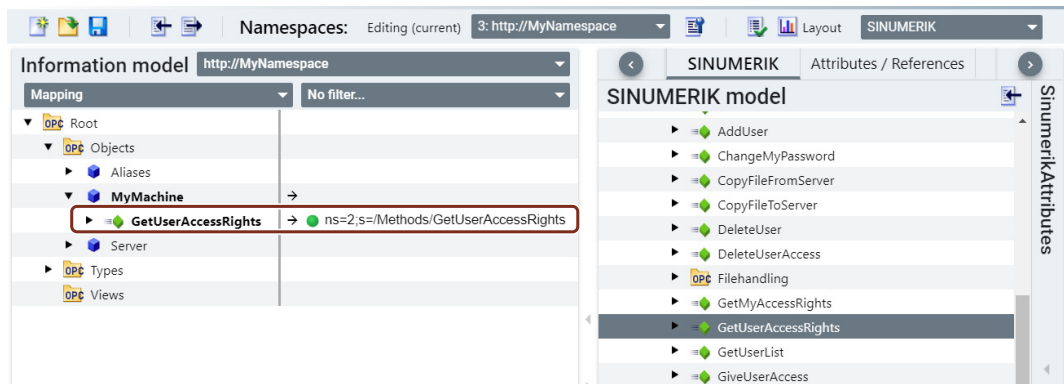 Namespaces: Editing (current) 3: http://MyNamespace Layout SINUMERIK
Information model http://MyNamespace
Mapping No filter...
OPC Root
OPC Objects
Aliases
MyMachine →
GetUserAccessRights → ns=2;s=/Methods/GetUserAccessRights
Server
OPC Types
OPC Views
SINUMERIK Attributes / References
SINUMERIK model
AddUser
ChangeMyPassword
CopyFileFromServer
CopyFileToServer
DeleteUser
DeleteUserAccess
OPC Filehandling
GetMyAccessRights
GetUserAccessRights
GetUserList
GiveUserAccess
SinumerikAttributes